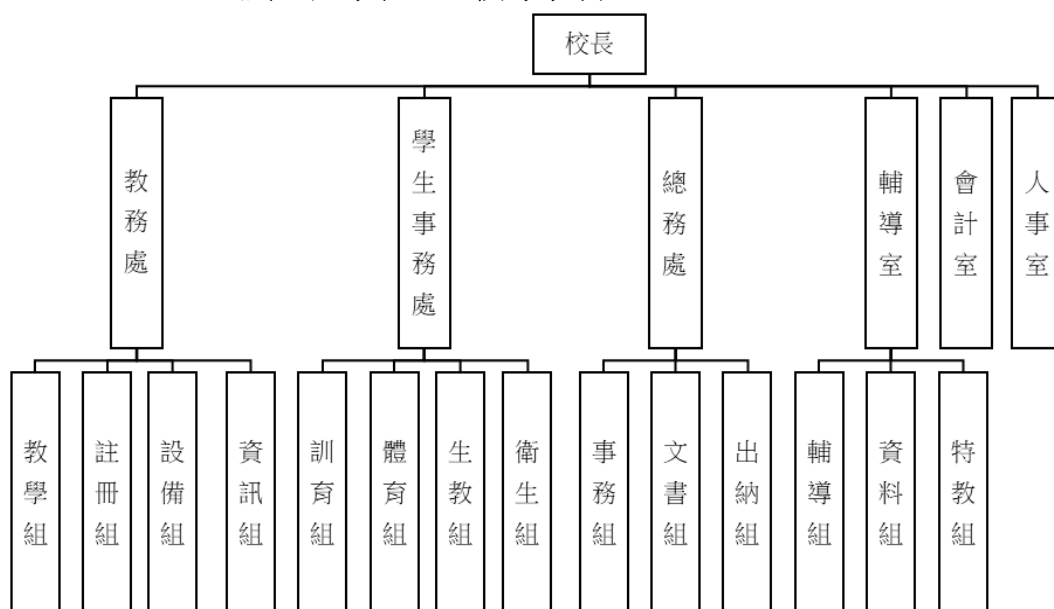 校長
教務處
學生事務處
總務處
輔導室
會計室
人事室
教學組
註冊組
設備組
資訊組
訓育組
體育組
生教組
衛生組
事務組
文書組
出納組
輔導組
資料組
特教組